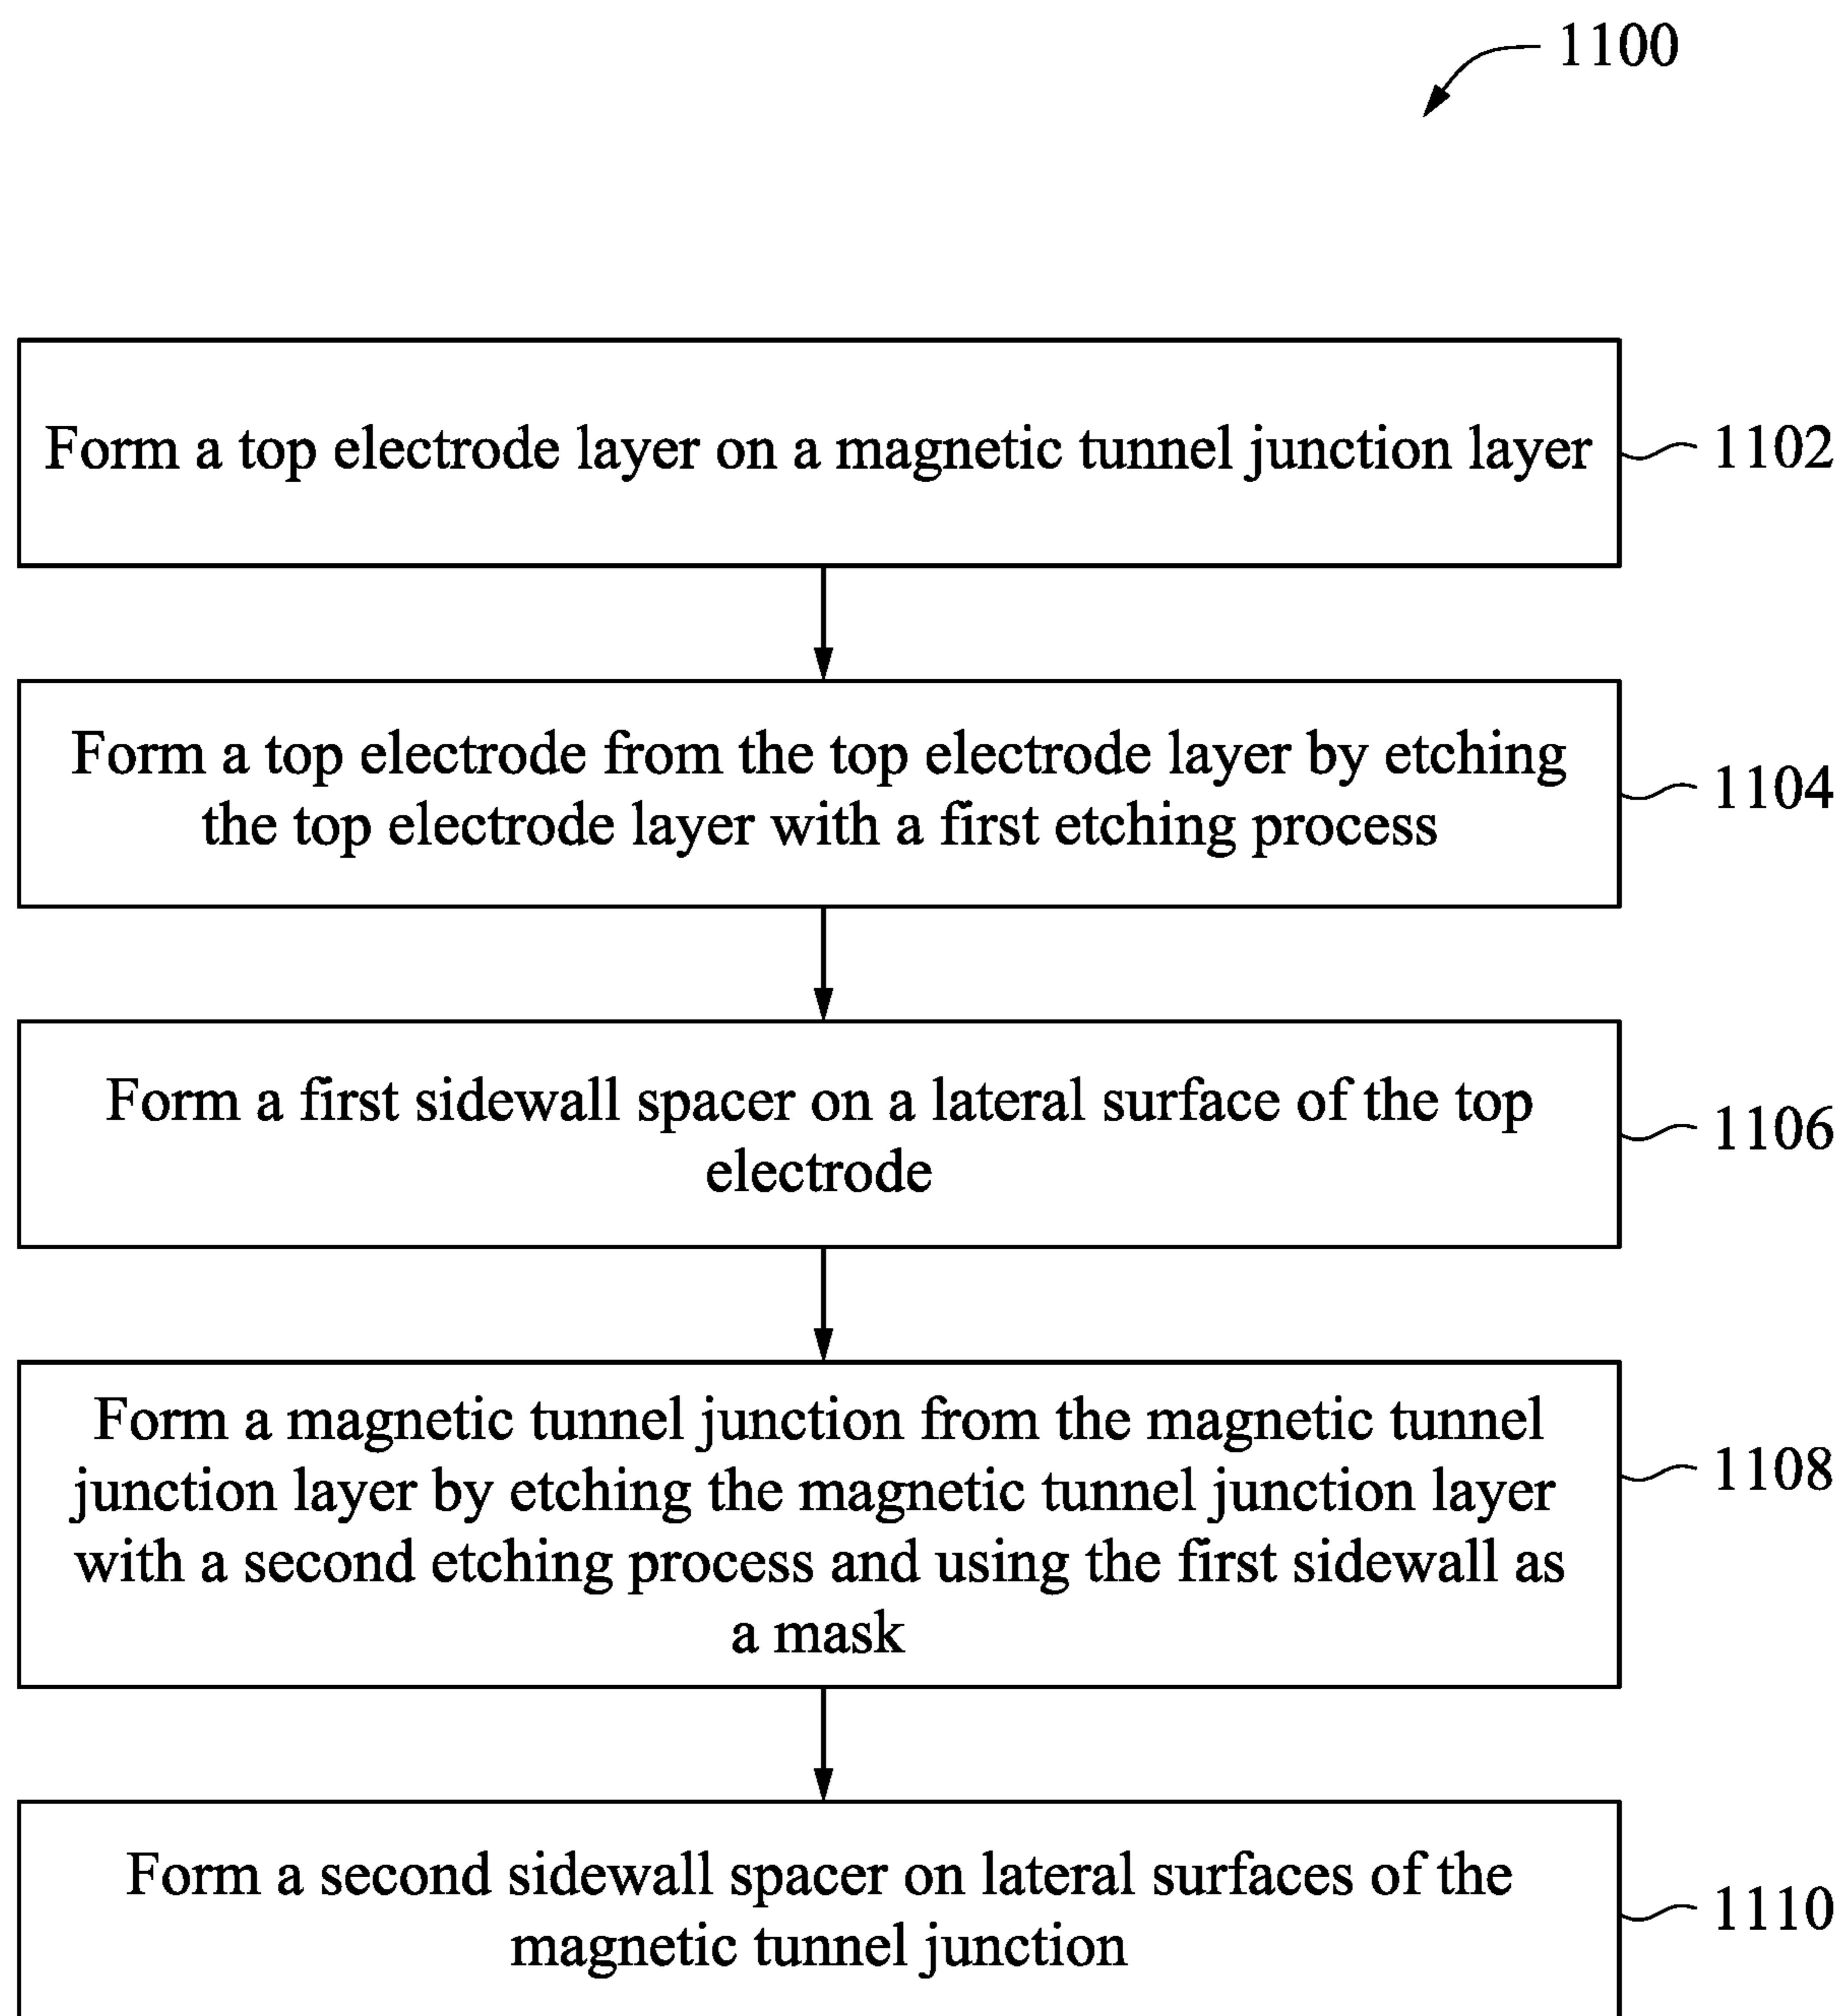 1100
Form a top electrode layer on a magnetic tunnel junction layer
1102
Form a top electrode from the top electrode layer by etching
the top electrode layer with a first etching process
1104
Form a first sidewall spacer on a lateral surface of the top
electrode
1106
Form a magnetic tunnel junction from the magnetic tunnel
junction layer by etching the magnetic tunnel junction layer
with a second etching process and using the first sidewall as
a mask
1108
Form a second sidewall spacer on lateral surfaces of the
magnetic tunnel junction
1110